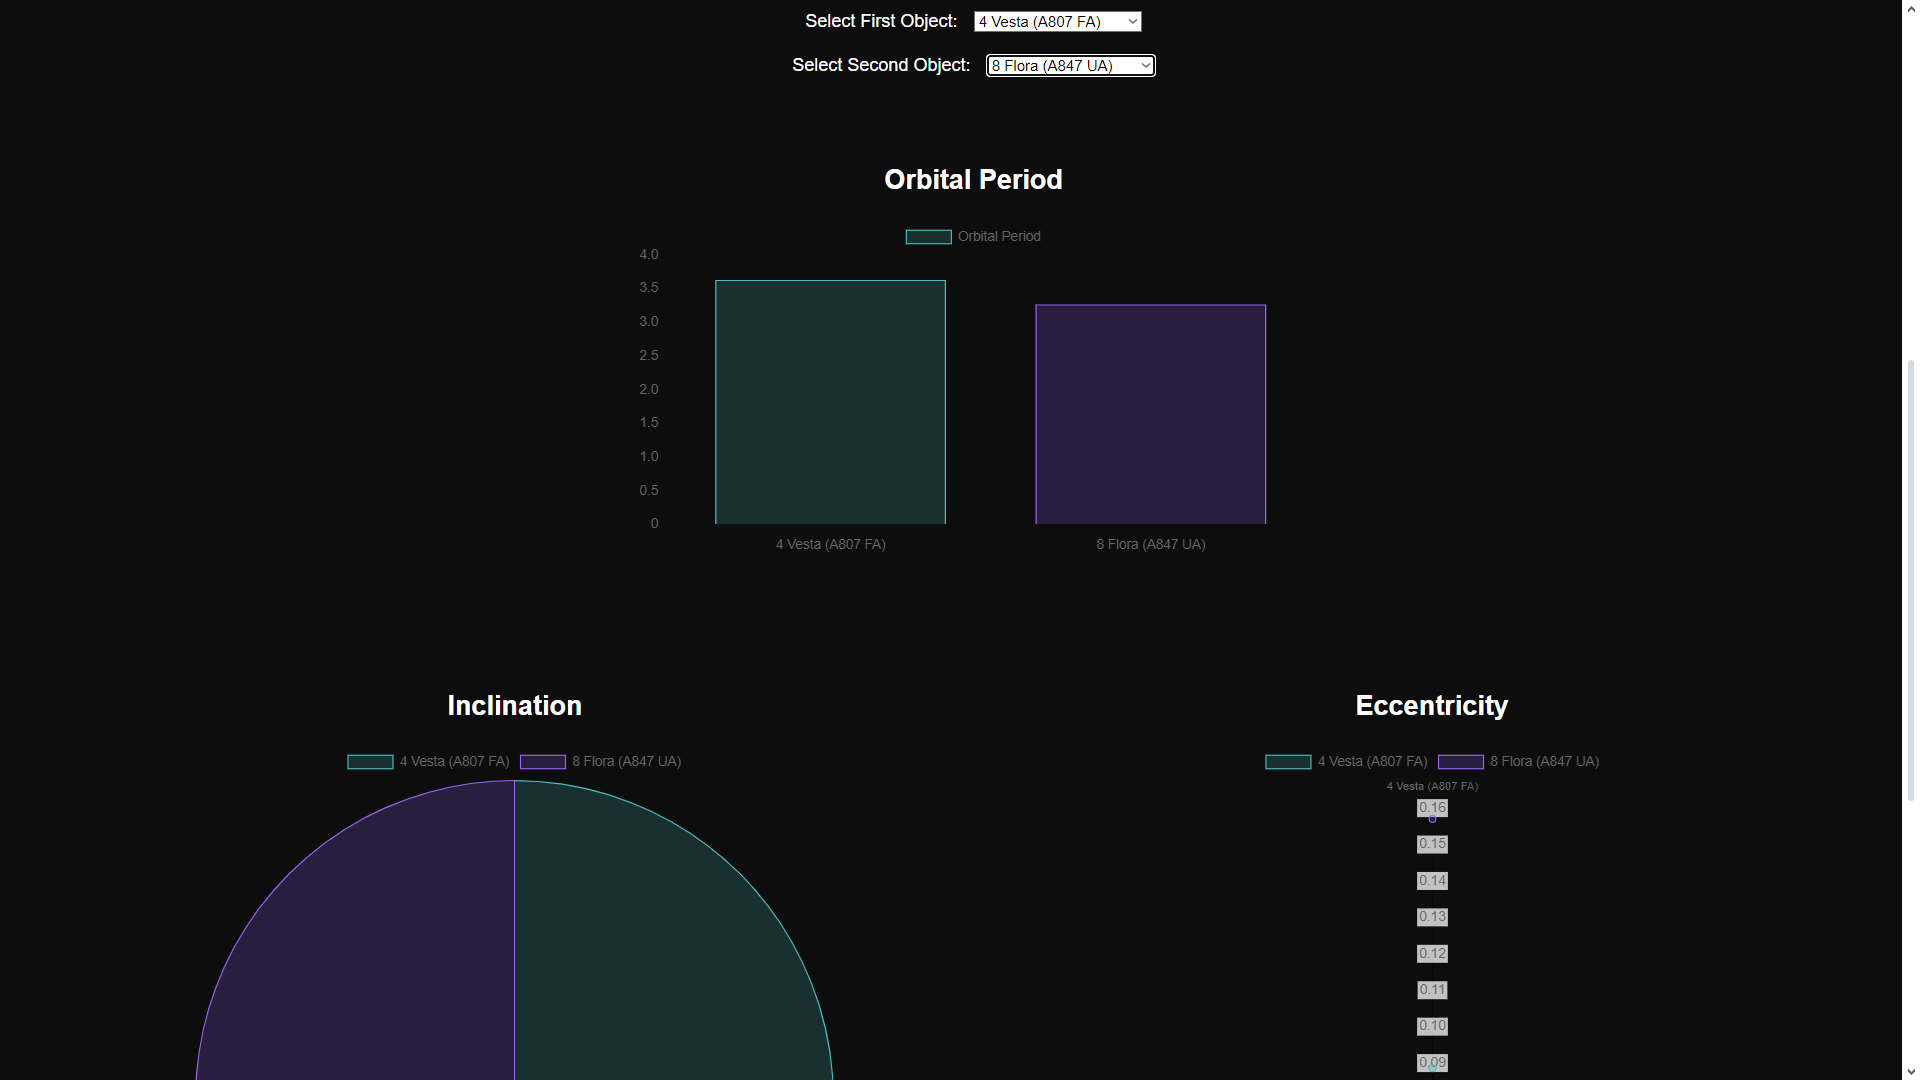 Select First Object: 4 Vesta (A807 FA)
Select Second Object: 8 Flora (A847 UA)
Orbital Period
Orbital Period
4.0
3.5
3.0
2.5
2.0
1.5
1.0
0.5
0
4 Vesta (A807 FA) 8 Flora (A847 UA)
Inclination
4 Vesta (A807 FA) 8 Flora (A847 UA)
Eccentricity
4 Vesta (A807 FA) 8 Flora (A847 UA)
4 Vesta (A807 FA)
0.16
0.15
0.14
0.13
0.12
0.11
0.10
0.09